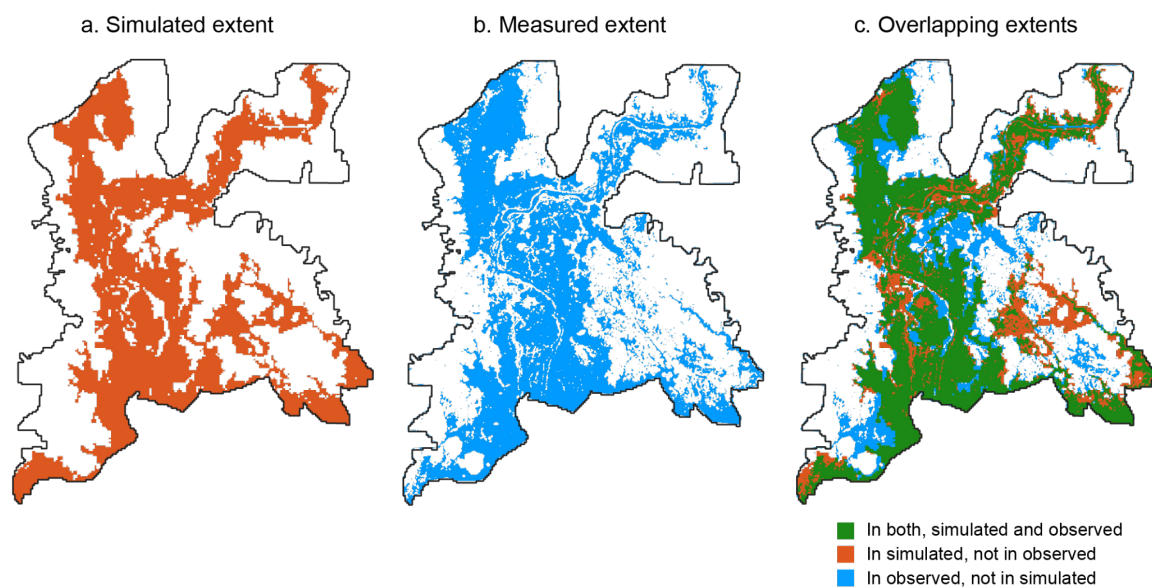 a. Simulated extent
b. Measured extent
c. Overlapping extents
In both, simulated and observed
In simulated, not in observed
In observed, not in simulated